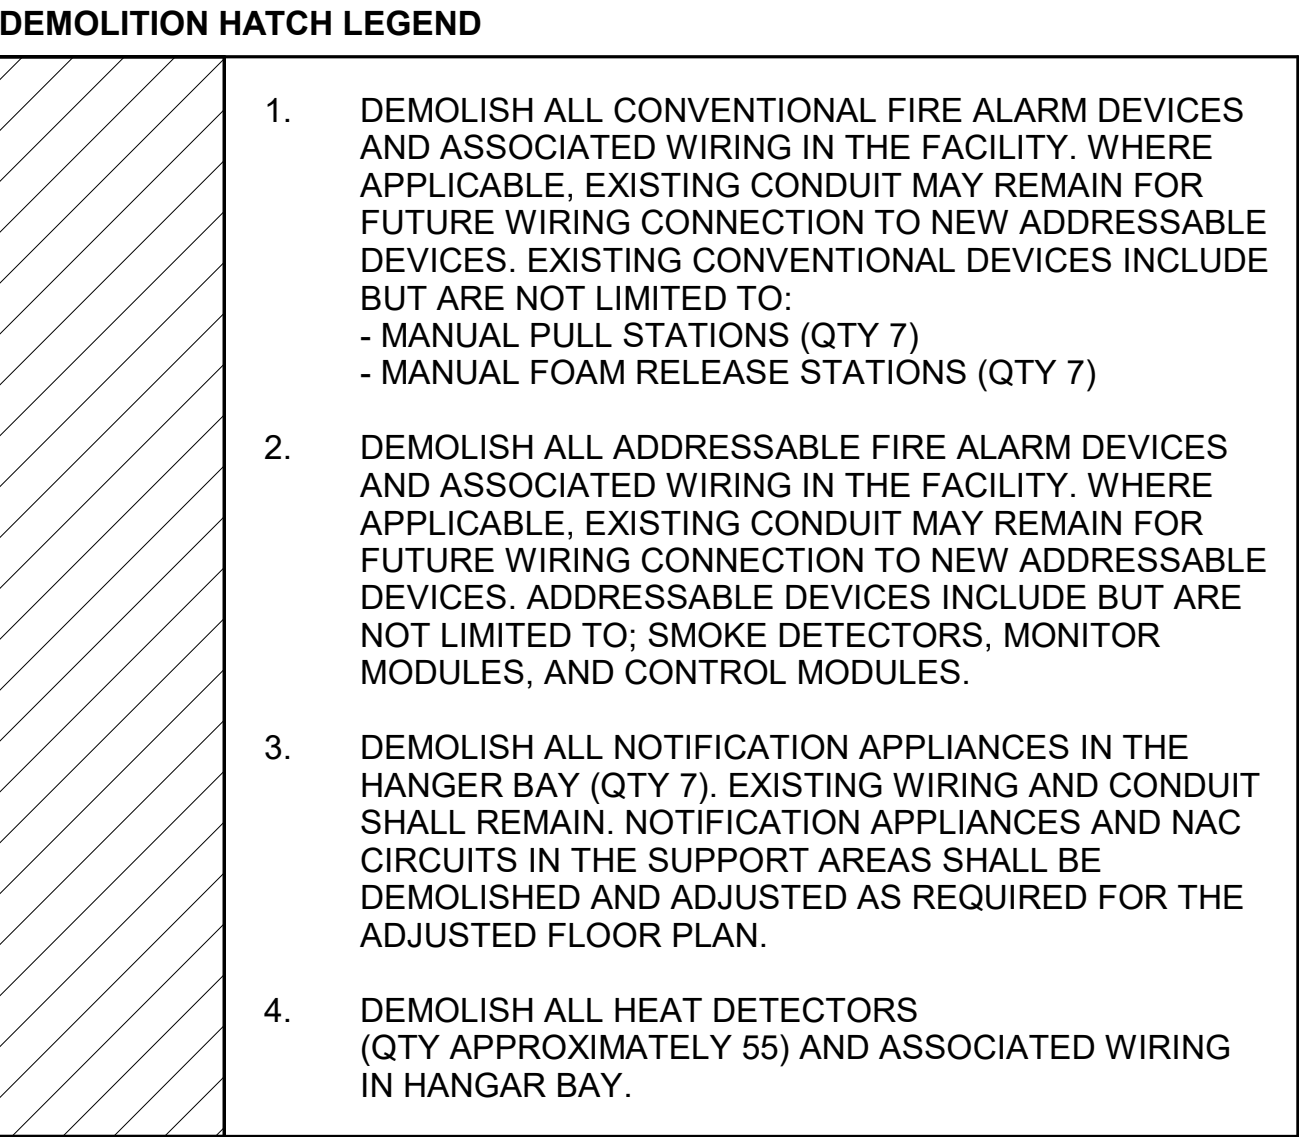 DEMOLITION HATCH LEGEND
1. DEMOLISH ALL CONVENTIONAL FIRE ALARM DEVICES
AND ASSOCIATED WIRING IN THE FACILITY. WHERE
APPLICABLE, EXISTING CONDUIT MAY REMAIN FOR
FUTURE WIRING CONNECTION TO NEW ADDRESSABLE
DEVICES. EXISTING CONVENTIONAL DEVICES INCLUDE
BUT ARE NOT LIMITED TO:
- MANUAL PULL STATIONS (QTY 7)
- MANUAL FOAM RELEASE STATIONS (QTY 7)
2. DEMOLISH ALL ADDRESSABLE FIRE ALARM DEVICES
AND ASSOCIATED WIRING IN THE FACILITY. WHERE
APPLICABLE, EXISTING CONDUIT MAY REMAIN FOR
FUTURE WIRING CONNECTION TO NEW ADDRESSABLE
DEVICES. ADDRESSABLE DEVICES INCLUDE BUT ARE
NOT LIMITED TO; SMOKE DETECTORS, MONITOR
MODULES, AND CONTROL MODULES.
3. DEMOLISH ALL NOTIFICATION APPLIANCES IN THE
HANGER BAY (QTY 7). EXISTING WIRING AND CONDUIT
SHALL REMAIN. NOTIFICATION APPLIANCES AND NAC
CIRCUITS IN THE SUPPORT AREAS SHALL BE
DEMOLISHED AND ADJUSTED AS REQUIRED FOR THE
ADJUSTED FLOOR PLAN.
4. DEMOLISH ALL HEAT DETECTORS
(QTY APPROXIMATELY 55) AND ASSOCIATED WIRING
IN HANGAR BAY.